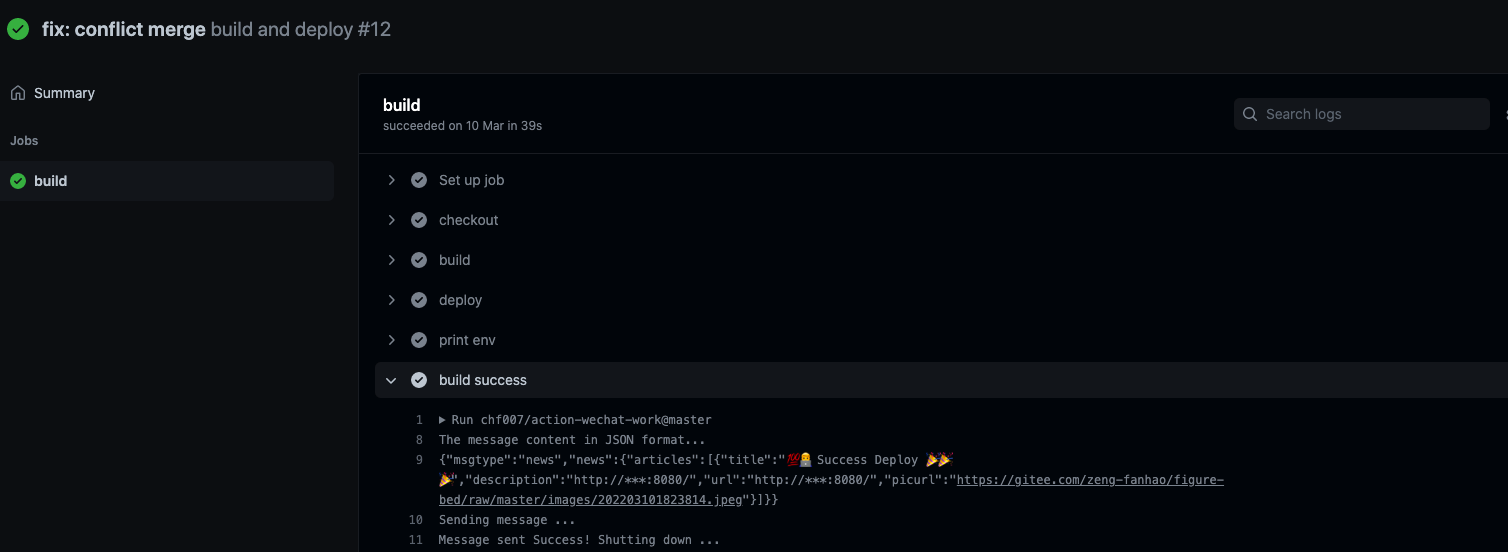 fix: conflict merge build and deploy #12
Summary
Jobs
build
build
succeeded on 10 Mar in 39s
Search logs
Set up job
checkout
build
deploy
print env
build success
1 Run chf007/action-wechat-work@master
8 The message content in JSON format...
9 {"msgtype":"news","news":{"articles":[{"title":"💯👨‍💼 Success Deploy 🎉🎉
🎉","description":"http://***:8080/","url":"http://***:8080/","picurl":"https://gitee.com/zeng-fanhao/figure-
bed/raw/master/images/202203101823814.jpeg"}]}}
10 Sending message ...
11 Message sent Success! Shutting down ...